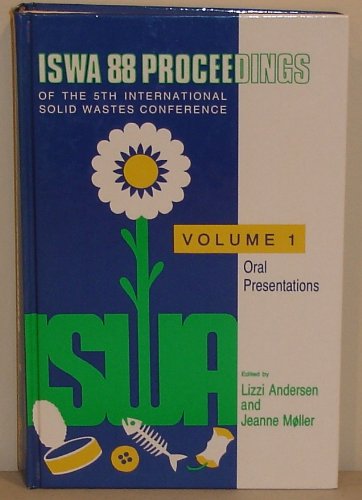 ISWA 88 PROCEEDINGS
OF THE 5TH INTERNATIONAL
SOLID WASTES CONFERENCE
VOLUME 1
Oral
Presentations
ISWA
Edited by
Lizzi Andersen
and
Jeanne Møller